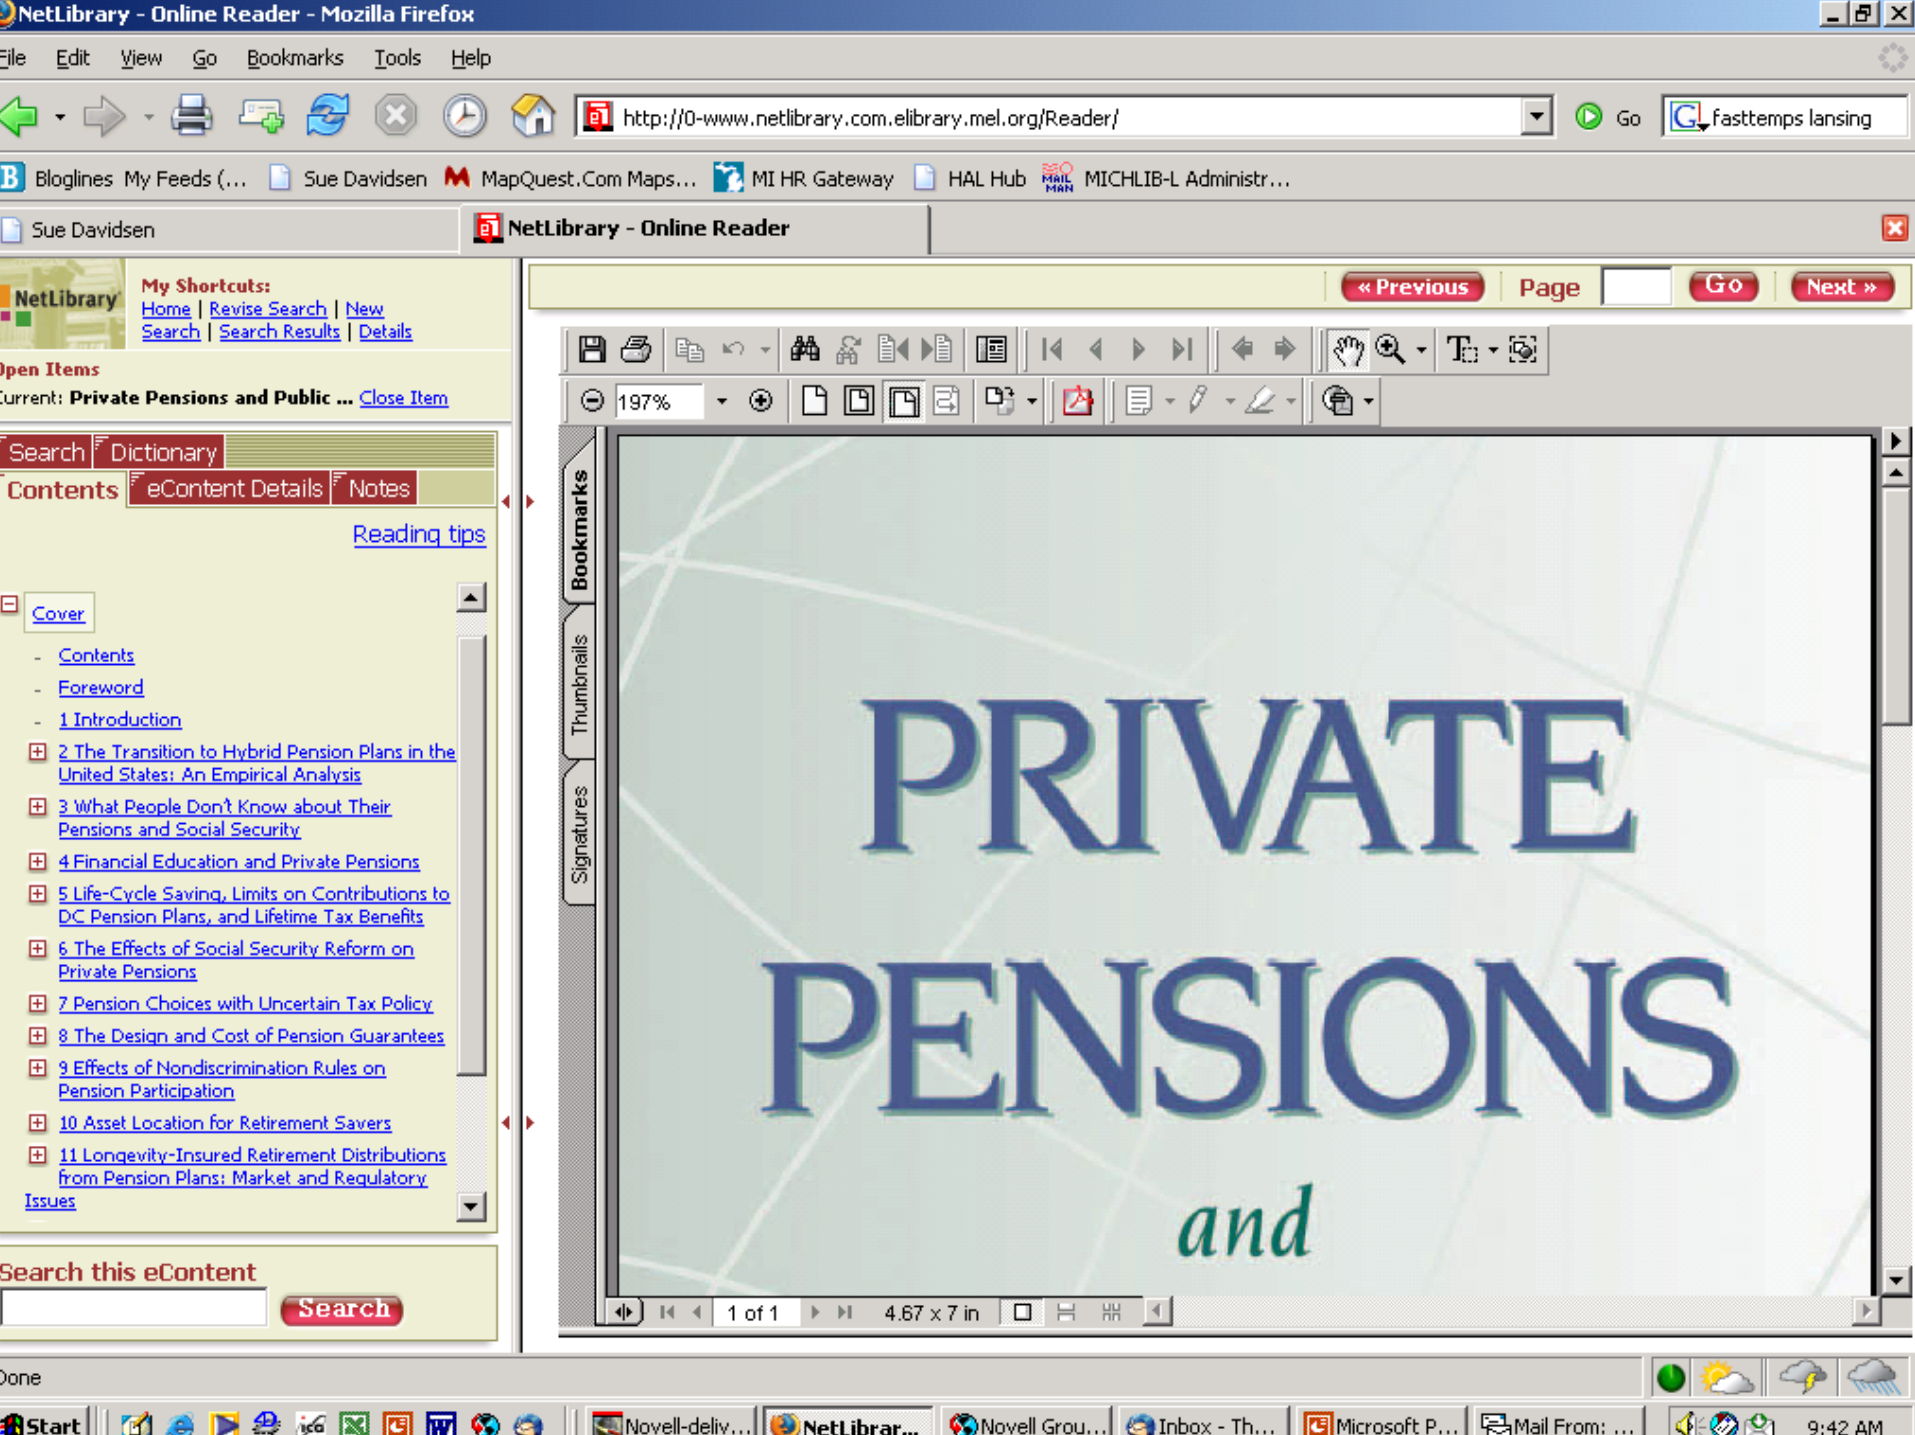 NetLibrary - Online Reader - Mozilla Firefox
File Edit View Go Bookmarks Tools Help
http://0-www.netlibrary.com.elibrary.mel.org/Reader/ Go G fasttemps lansing
B Bloglines My Feeds (... Sue Davidsen MapQuest.Com Maps... MI HR Gateway HAL Hub MAIL MAN MICHLIB-L Administr...
Sue Davidsen NetLibrary - Online Reader
NetLibrary
My Shortcuts:
Home | Revise Search | New
Search | Search Results | Details
Open Items
Current: Private Pensions and Public ... Close Item
Search Dictionary
Contents eContent Details Notes
Reading tips
Cover
- Contents
- Foreword
- 1 Introduction
2 The Transition to Hybrid Pension Plans in the
United States: An Empirical Analysis
3 What People Don't Know about Their
Pensions and Social Security
4 Financial Education and Private Pensions
5 Life-Cycle Saving, Limits on Contributions to
DC Pension Plans, and Lifetime Tax Benefits
6 The Effects of Social Security Reform on
Private Pensions
7 Pension Choices with Uncertain Tax Policy
8 The Design and Cost of Pension Guarantees
9 Effects of Nondiscrimination Rules on
Pension Participation
10 Asset Location for Retirement Savers
11 Longevity-Insured Retirement Distributions
from Pension Plans: Market and Regulatory
Issues
Search this eContent
Search
« Previous Page Go Next »
197%
Bookmarks
Thumbnails
Signatures
PRIVATE
PENSIONS
and
1 of 1 4.67 x 7 in
Done
Start Novell-deliv... NetLibrar... Novell Grou... Inbox - Th... Microsoft P... Mail From: ... 9:42 AM